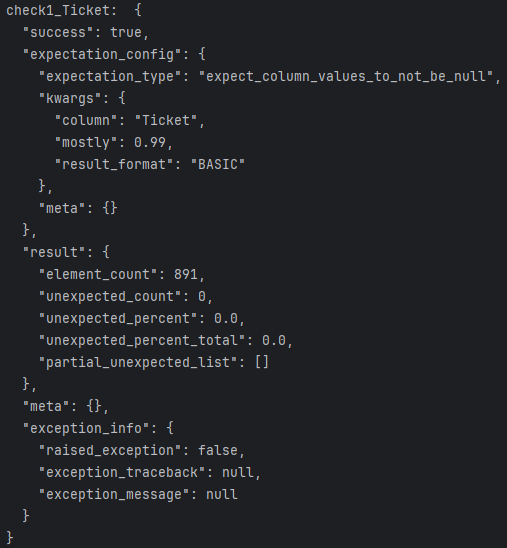 check1_Ticket:  {
  "success": true,
  "expectation_config": {
    "expectation_type": "expect_column_values_to_not_be_null",
    "kwargs": {
      "column": "Ticket",
      "mostly": 0.99,
      "result_format": "BASIC"
    },
    "meta": {}
  },
  "result": {
    "element_count": 891,
    "unexpected_count": 0,
    "unexpected_percent": 0.0,
    "unexpected_percent_total": 0.0,
    "partial_unexpected_list": []
  },
  "meta": {},
  "exception_info": {
    "raised_exception": false,
    "exception_traceback": null,
    "exception_message": null
  }
}